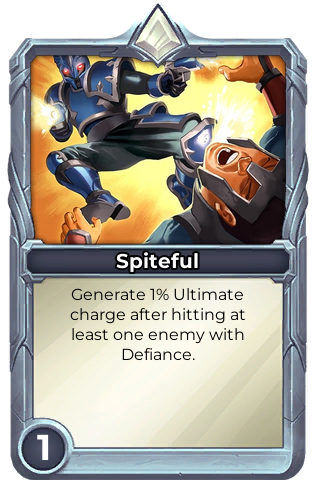 Spiteful
Generate 1% Ultimate
charge after hitting at
least one enemy with
Defiance.
1